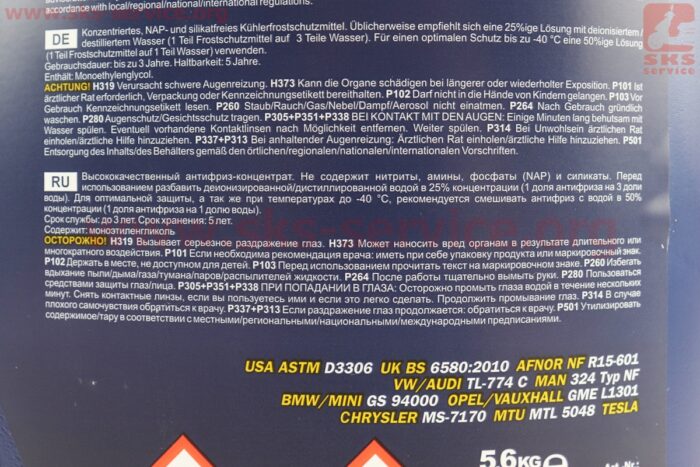 accordance with local/regional/national/international regulations.
DE Konzentriertes, NAP- und silikatfreies Kühlerfrostschutzmittel. Üblicherweise empfiehlt sich eine 25%ige Lösung mit deionisiertem /
destilliertem Wasser (1 Teil Frostschutzmittel auf 3 Teile Wasser). Für einen optimalen Schutz bis zu -40 °C eine 50%ige Lösung
(1 Teil Frostschutzmittel auf 1 Teil Wasser) verwenden.
Gebrauchsdauer: bis zu 3 Jahre. Haltbarkeit: 5 Jahre.
Enthält: Monoethylenglycol.
ACHTUNG! H319 Verursacht schwere Augenreizung. H373 Kann die Organe schädigen bei längerer oder wiederholter Exposition. P101 Ist
ärztlicher Rat erforderlich, Verpackung oder Kennzeichnungsetikett bereithalten. P102 Darf nicht in die Hände von Kindern gelangen. P103 Vor
Gebrauch Kennzeichnungsetikett lesen. P260 Staub/Rauch/Gas/Nebel/Dampf/Aerosol nicht einatmen. P264 Nach Gebrauch gründlich
waschen. P280 Augenschutz/Gesichtsschutz tragen. P305+P351+P338 BEI KONTAKT MIT DEN AUGEN: Einige Minuten lang behutsam mit
Wasser spülen. Eventuell vorhandene Kontaktlinsen nach Möglichkeit entfernen. Weiter spülen. P314 Bei Unwohlsein ärztlichen Rat
einholen/ärztliche Hilfe hinzuziehen. P337+P313 Bei anhaltender Augenreizung: Ärztlichen Rat einholen/ärztliche Hilfe hinzuziehen. P501
Entsorgung des Inhalts/des Behälters gemäß den örtlichen/regionalen/nationalen/internationalen Vorschriften.
RU Высококачественный антифриз-концентрат. Не содержит нитриты, амины, фосфаты (NAP) и силикаты. Перед
использованием разбавить деионизированной/дистиллированной водой в 25% концентрации (1 доля антифриза на 3 доли
воды). Для оптимальной защиты, а так же при температурах до -40 °C, рекомендуется смешивать антифриз с водой в 50%
концентрации (1 доля антифриза на 1 долю воды).
Срок службы: до 3 лет. Срок хранения: 5 лет.
Содержит: моноэтиленгликоль
ОСТОРОЖНО! H319 Вызывает серьезное раздражение глаз. H373 Может наносить вред органам в результате длительного или
многократного воздействия. P101 Если необходима рекомендация врача: иметь при себе упаковку продукта или маркировочный знак.
P102 Держать в месте, не доступном для детей. P103 Перед использованием прочитать текст на маркировочном знаке. P260 Избегать
вдыхание пыли/дыма/газа/тумана/паров/распылителей жидкости. P264 После работы тщательно вымыть руки. P280 Пользоваться
средствами защиты глаз/лица. P305+P351+P338 ПРИ ПОПАДАНИИ В ГЛАЗА: Осторожно промыть глаза водой в течение нескольких
минут. Снять контактные линзы, если вы пользуетесь ими и если это легко сделать. Продолжить промывание глаз. P314 В случае
плохого самочувствия обратиться к врачу. P337+P313 Если раздражение глаз продолжается: обратиться к врачу. P501 Утилизировать
содержимое/тару в соответствии с местными/региональными/национальными/международными предписаниями.
USA ASTM D3306 UK BS 6580:2010 AFNOR NF R15-601
VW/AUDI TL-774 C MAN 324 Typ NF
BMW/MINI GS 94000 OPEL/VAUXHALL GME L1301
CHRYSLER MS-7170 MTU MTL 5048 TESLA
5.6KG
Art. Nr.:
SKS
service
www.sks-service.org